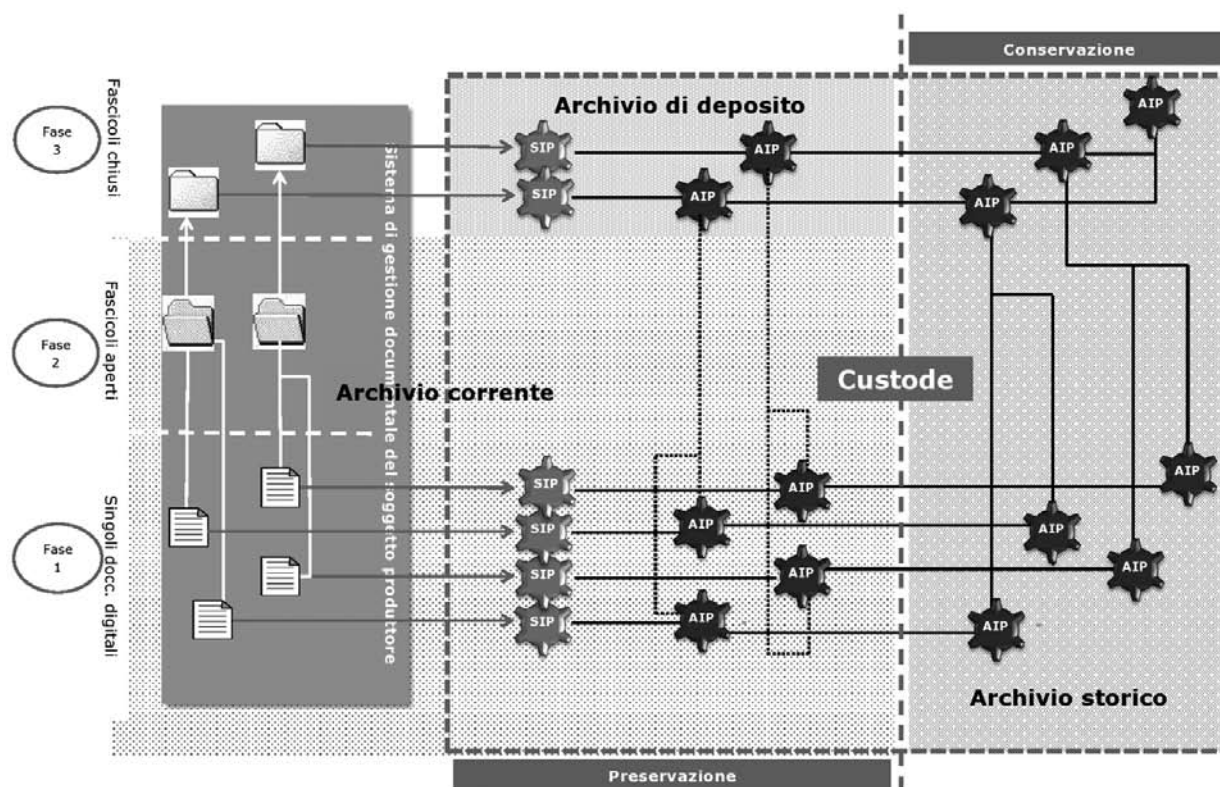 Conservazione
Archivio di deposito
Fase
3
Fascicoli chiusi
SIP
AIP
AIP
AIP
SIP
AIP
AIP
Sistema di gestione documentale del soggetto produttore
Fase
2
Fascicoli aperti
Archivio corrente
Custode
Fase
1
Singoli docc. digitali
SIP
AIP
AIP
SIP
AIP
AIP
SIP
AIP
AIP
SIP
AIP
AIP
Archivio storico
Preservazione